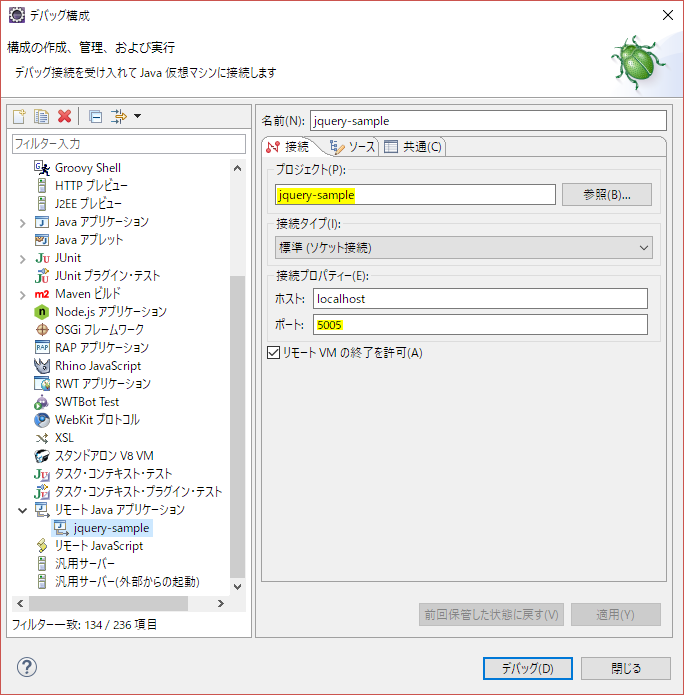 デバッグ構成
構成の作成、管理、および実行
デバッグ接続を受け入れて Java 仮想マシンに接続します
フィルター入力
Groovy Shell
HTTP プレビュー
J2EE プレビュー
Java アプリケーション
Java アプレット
JUnit
JUnit プラグイン・テスト
Maven ビルド
Node.js アプリケーション
OSGi フレームワーク
RAP アプリケーション
Rhino JavaScript
RWT アプリケーション
SWTBot Test
WebKit プロトコル
XSL
スタンドアロン V8 VM
タスク・コンテキスト・テスト
タスク・コンテキスト・プラグイン・テスト
リモート Java アプリケーション
jquery-sample
リモート JavaScript
汎用サーバー
汎用サーバー(外部からの起動)
フィルター一致: 134 / 236 項目
名前(N): jquery-sample
接続 ソース 共通(C)
プロジェクト(P):
jquery-sample 参照(B)...
接続タイプ(I):
標準 (ソケット接続)
接続プロパティー(E):
ホスト: localhost
ポート: 5005
リモート VM の終了を許可(A)
前回保管した状態に戻す(V) 適用(Y)
? デバッグ(D) 閉じる